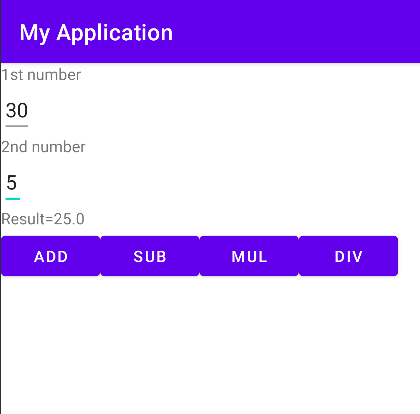 My Application
1st number
30
2nd number
5
Result=25.0
ADD SUB MUL DIV